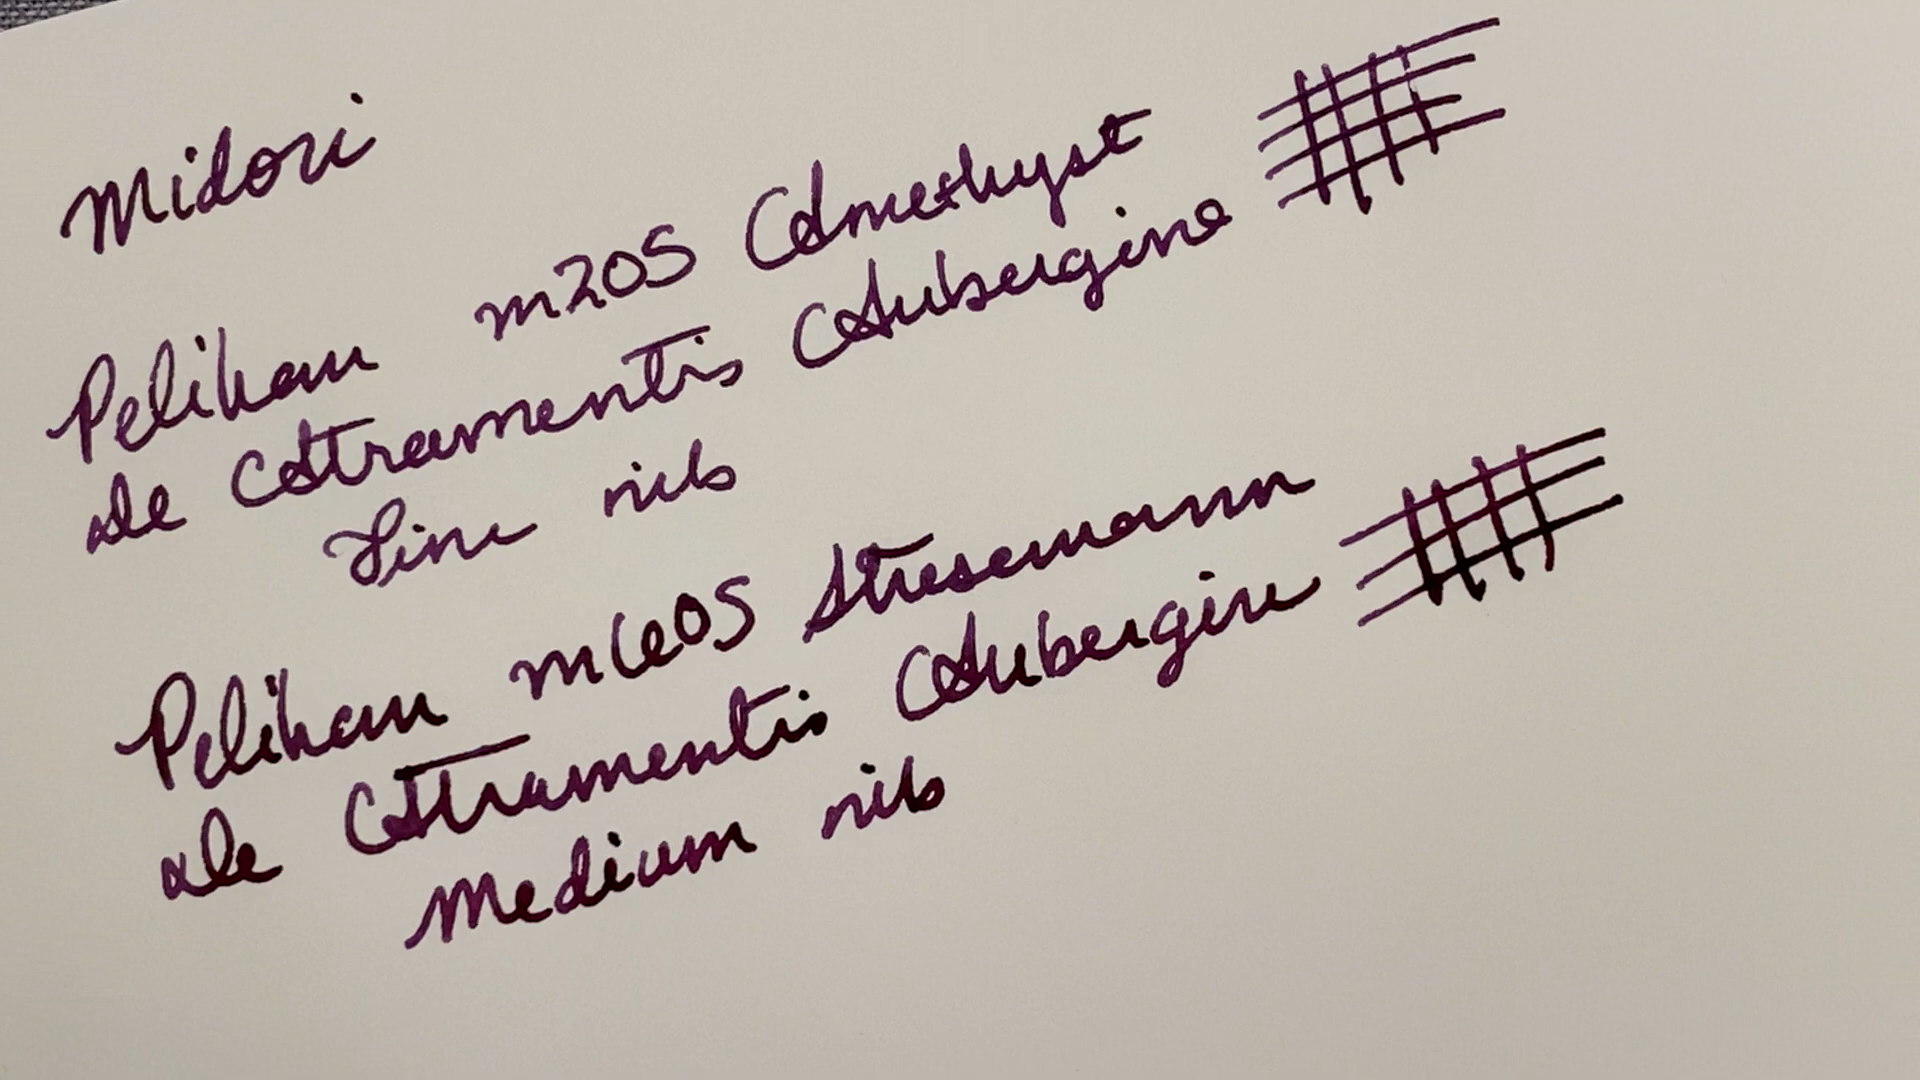 Midori
Pelikan m205 Amethyst
De Atramentis Aubergine
Fine nib
Pelikan m605 Stresemann
De Atramentis Aubergine
Medium nib